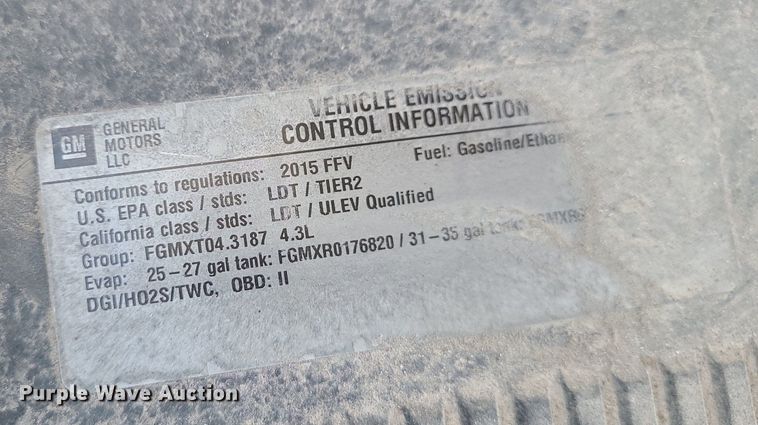 GM
GENERAL
MOTORS
LLC
VEHICLE EMISSION
CONTROL INFORMATION
Conforms to regulations: 2015 FFV Fuel: Gasoline/Ethan
U.S. EPA class / stds: LDT / TIER2
California class / stds: LDT / ULEV Qualified
Group: FGMXT04.3187 4.3L
Evap: 25-27 gal tank: FGMXR0176820 / 31-35 gal tank:
DGI/HO2S/TWC, OBD: II
Purple Wave Auction